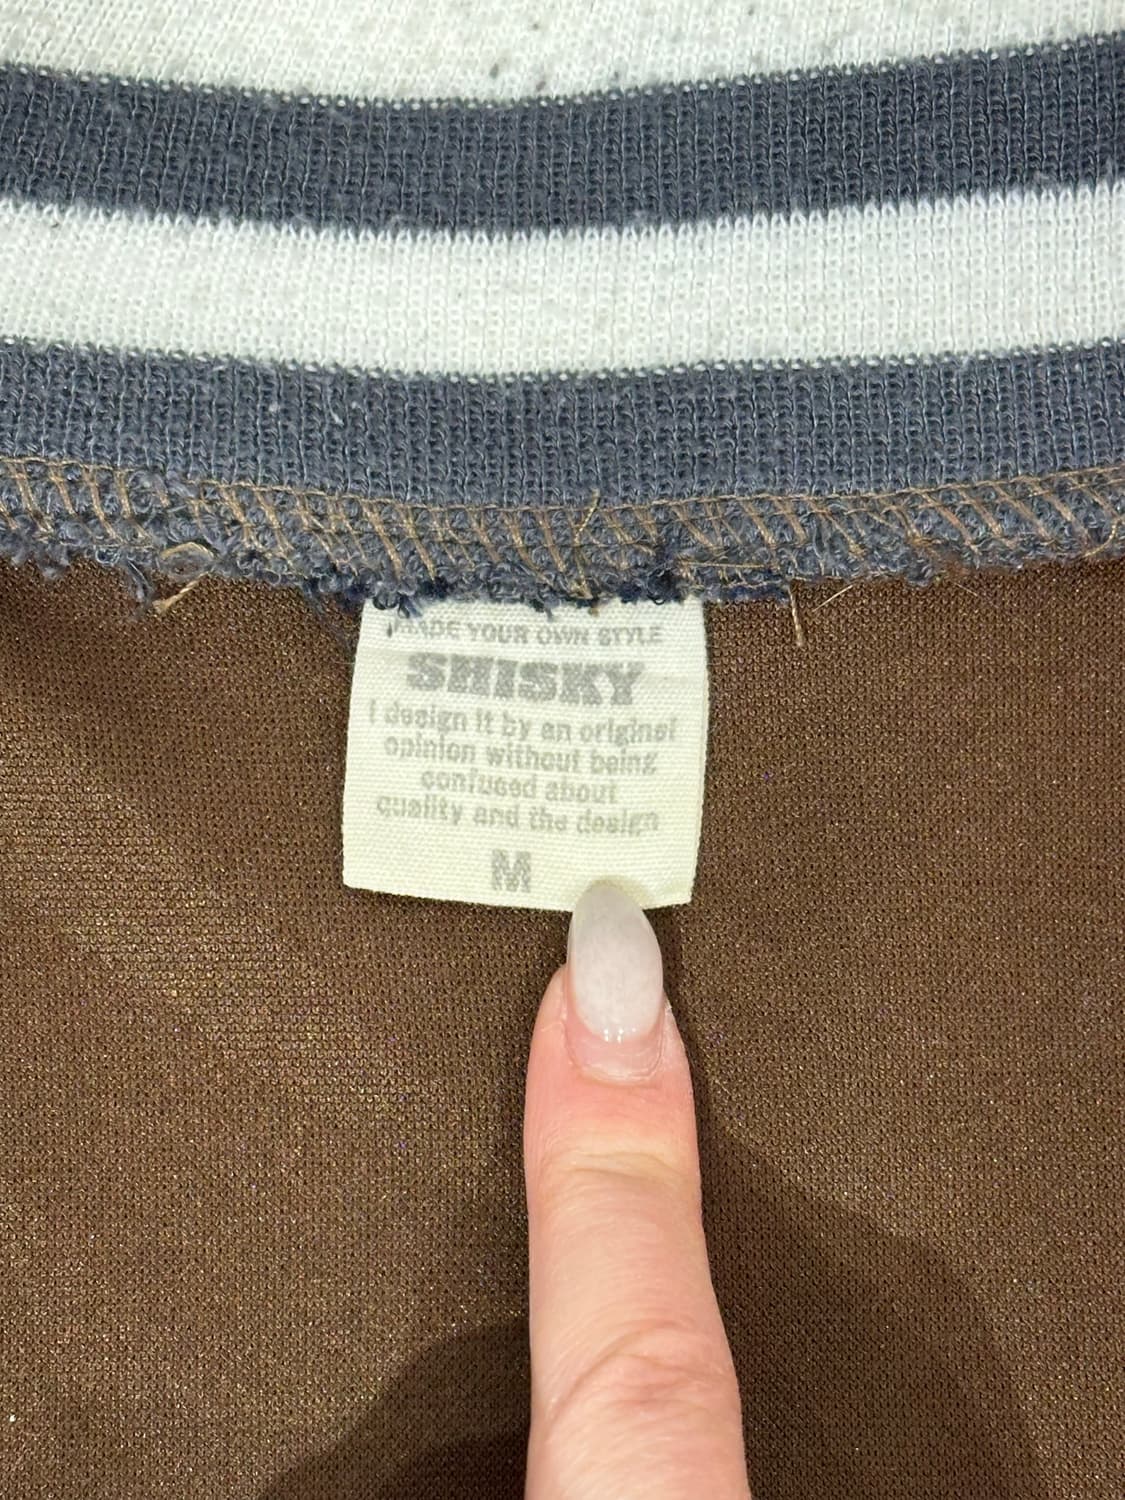 MADE YOUR OWN STYLE
SHISKY
I design it by an original
opinion without being
confused about
quality and the design
M